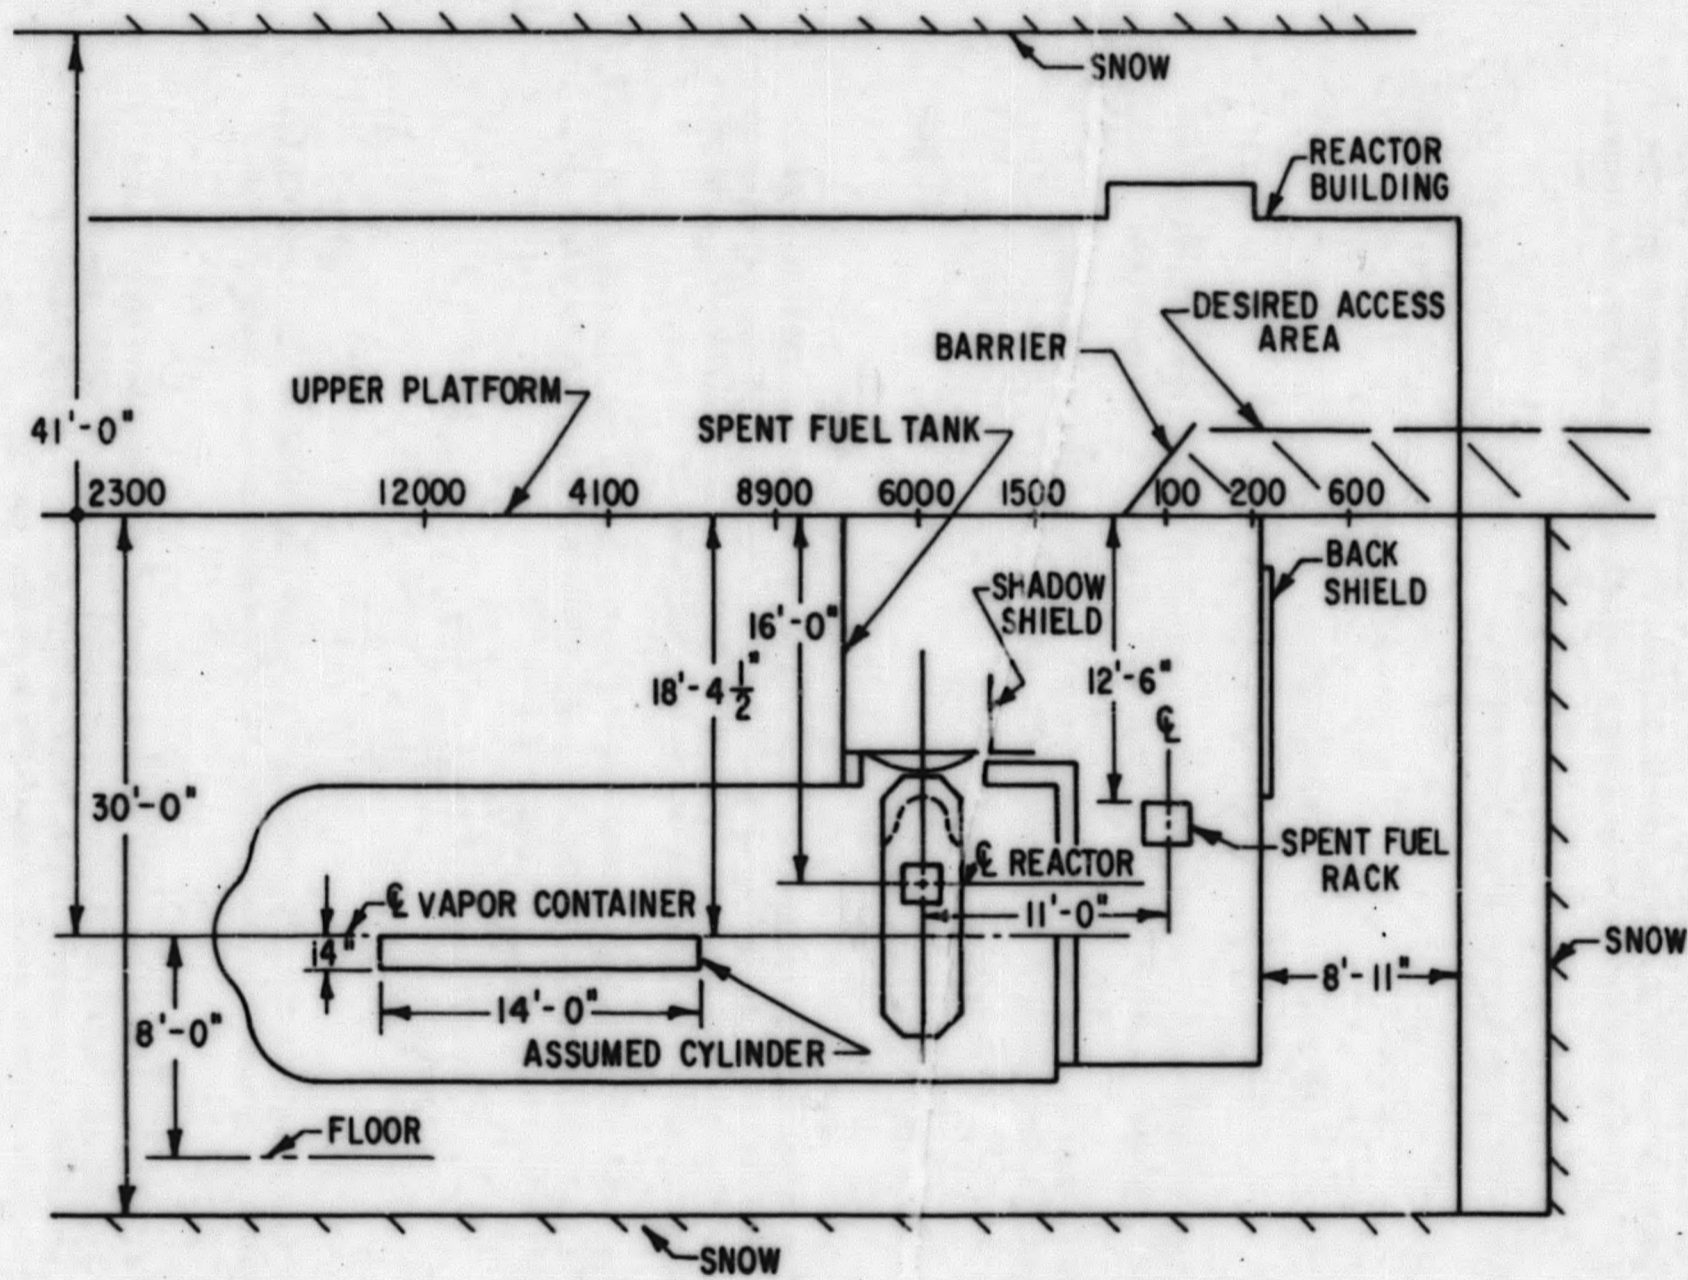 SNOW
REACTOR
BUILDING
DESIRED ACCESS
AREA
BARRIER
UPPER PLATFORM
SPENT FUEL TANK
41'-0"
2300 12000 4100 8900 6000 1500 100 200 600
BACK
SHIELD
SHADOW
SHIELD
16'-0"
18'-4 1/2"
12'-6"
℄
30'-0"
SPENT FUEL
RACK
℄ REACTOR
℄ VAPOR CONTAINER
11'-0"
SNOW
14"
8'-11"
14'-0"
8'-0"
ASSUMED CYLINDER
FLOOR
SNOW